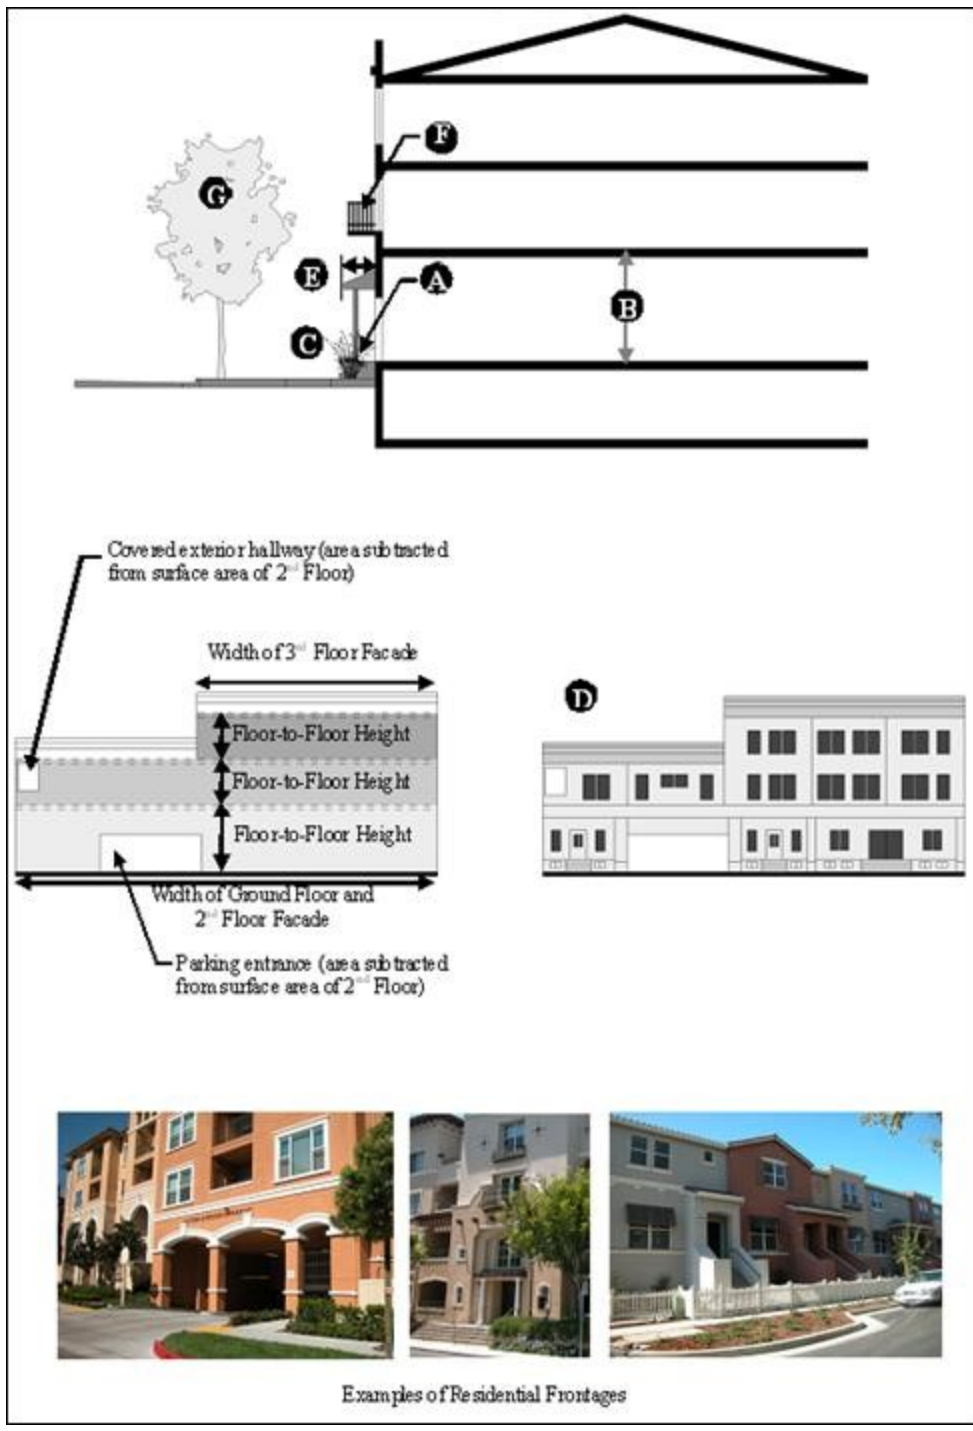 F
G
E
A
B
C
Covered exterior hallway (area subtracted
from surface area of 2nd Floor)
Width of 3rd Floor Facade
D
Floor-to-Floor Height
Floor-to-Floor Height
Floor-to-Floor Height
Width of Ground Floor and
2nd Floor Facade
Parking entrance (area subtracted
from surface area of 2nd Floor)
Examples of Residential Frontages